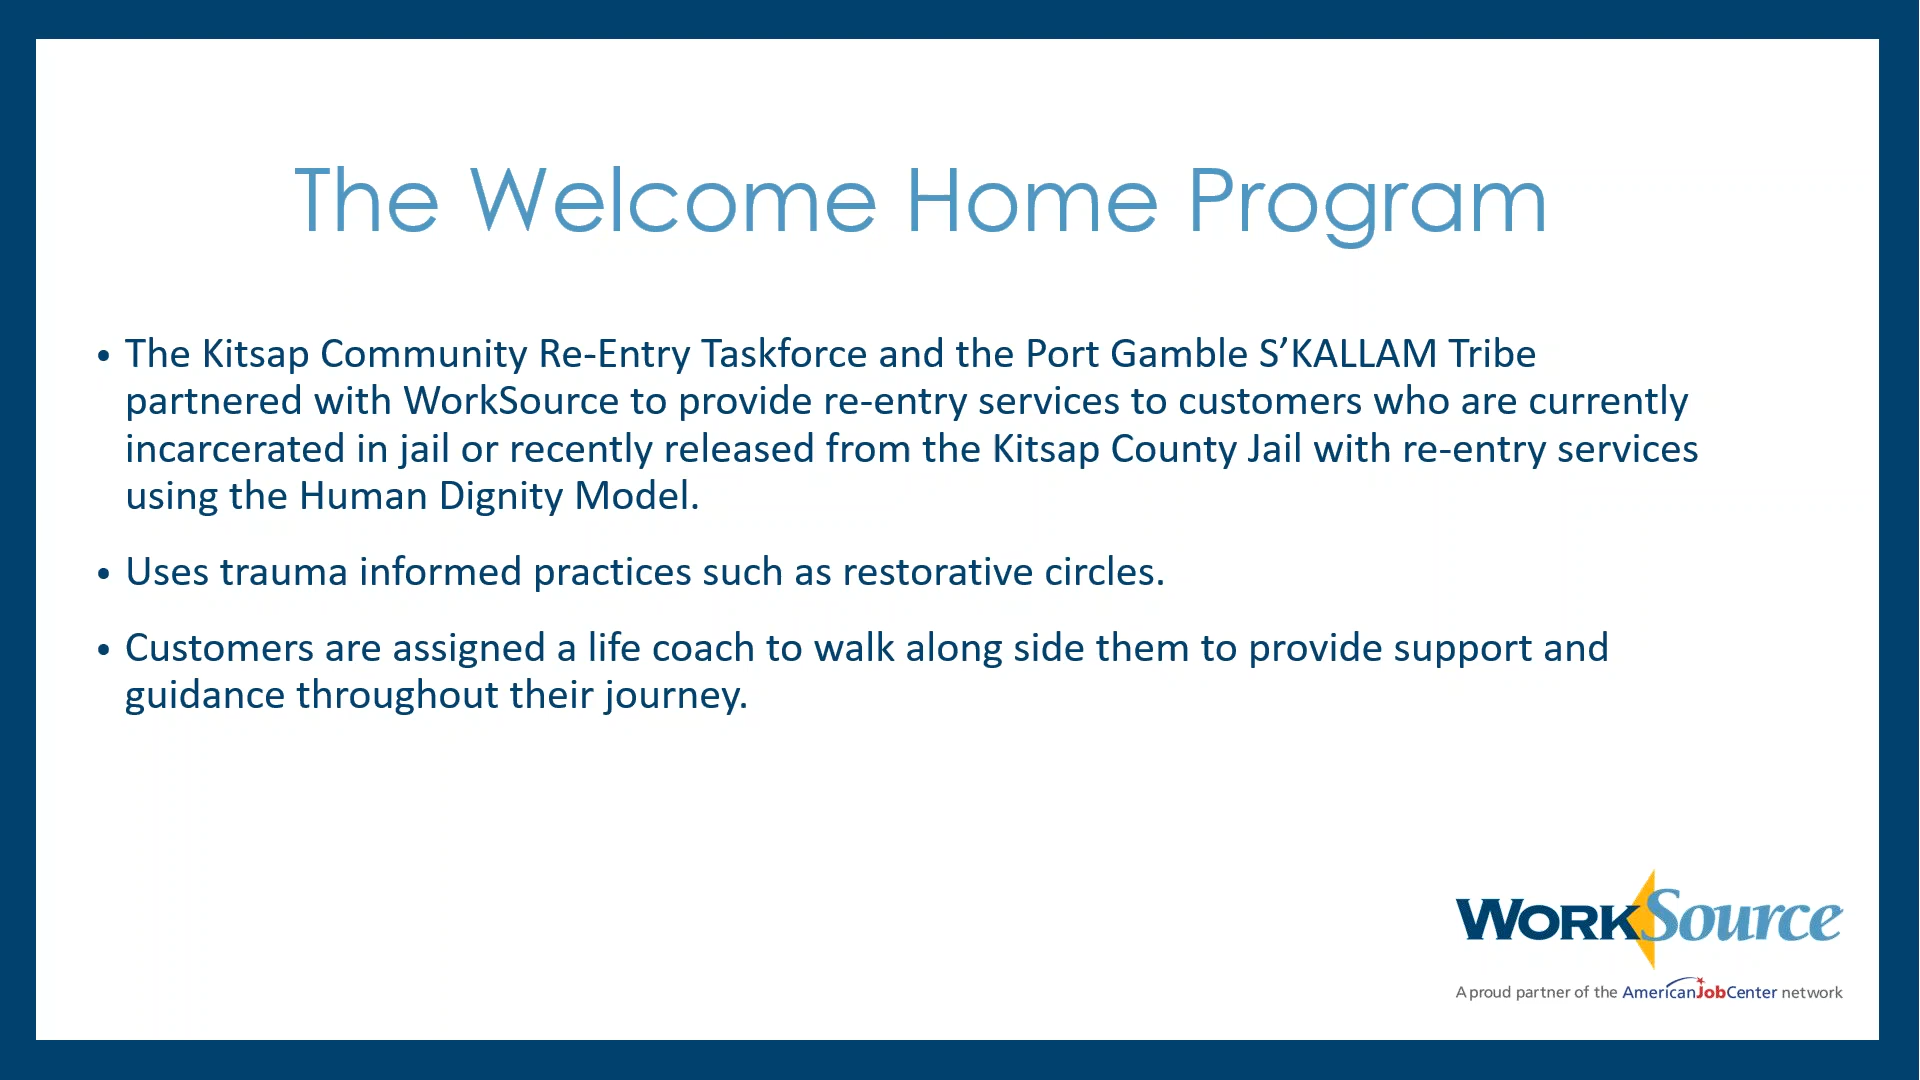 The Welcome Home Program
• The Kitsap Community Re-Entry Taskforce and the Port Gamble S’KALLAM Tribe
partnered with WorkSource to provide re-entry services to customers who are currently
incarcerated in jail or recently released from the Kitsap County Jail with re-entry services
using the Human Dignity Model.
• Uses trauma informed practices such as restorative circles.
• Customers are assigned a life coach to walk along side them to provide support and
guidance throughout their journey.
WORKSource
A proud partner of the AmericanJobCenter network